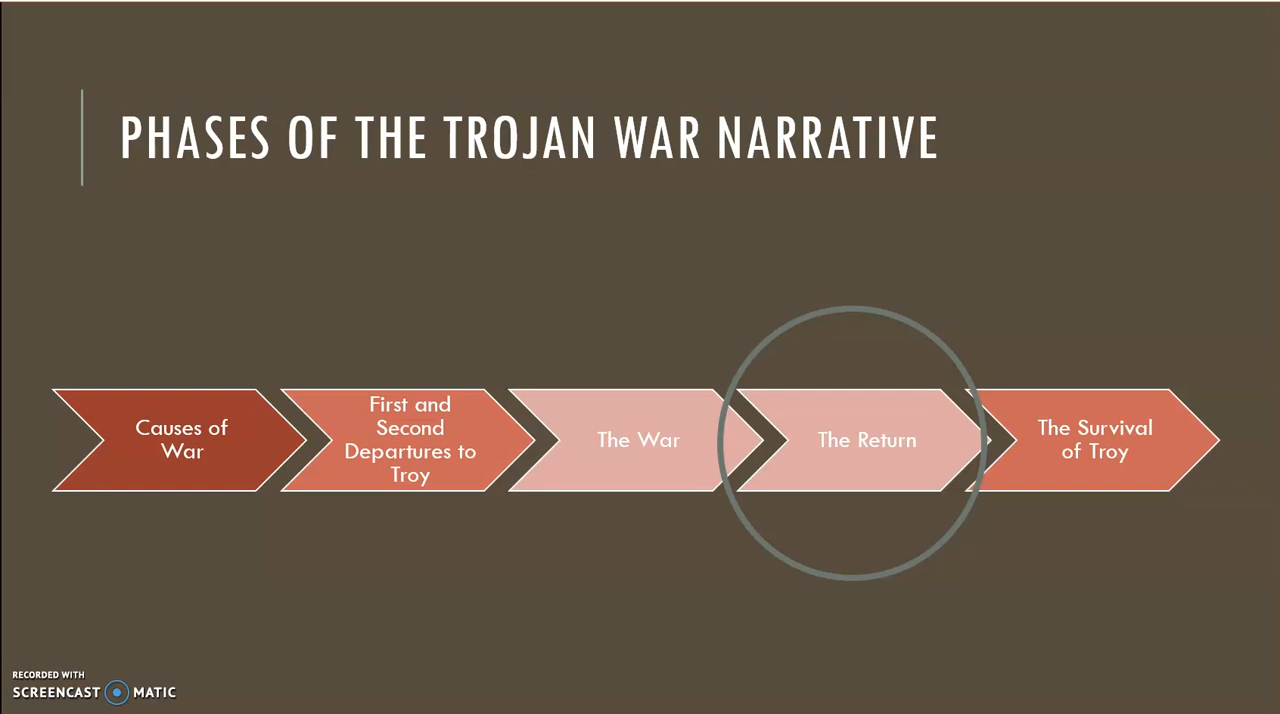 PHASES OF THE TROJAN WAR NARRATIVE
Causes of
War
First and
Second
Departures to
Troy
The War
The Return
The Survival
of Troy
RECORDED WITH
SCREENCAST MATIC